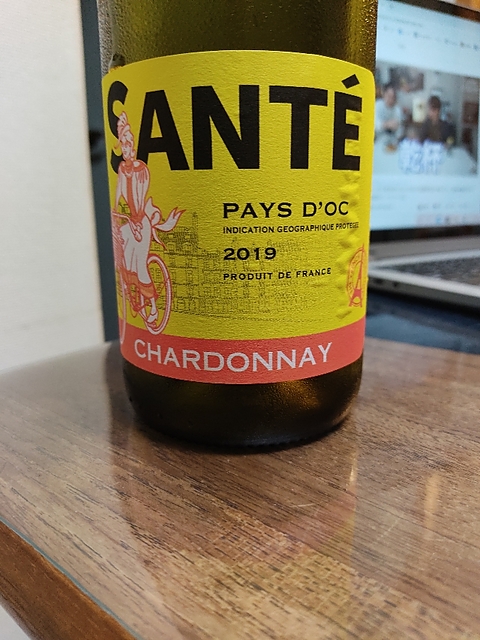 SANTÉ
PAYS D'OC
INDICATION GEOGRAPHIQUE PROTEGEE
2019
PRODUIT DE FRANCE
CHARDONNAY